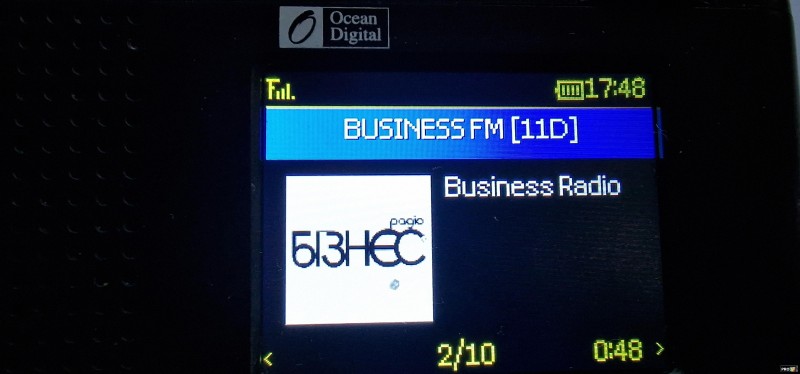 Ocean
Digital
17:48
BUSINESS FM [11D]
Business Radio
радіо
БІЗНЕС
< 2/10 0:48 >